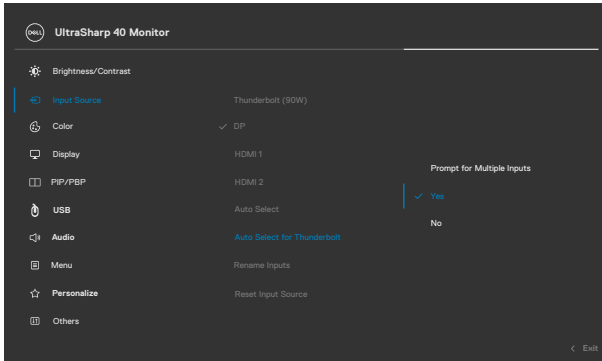 DELL
UltraSharp 40 Monitor
Brightness/Contrast
Input Source
Thunderbolt (90W)
Color
DP
Display
HDMI 1
Prompt for Multiple Inputs
PIP/PBP
HDMI 2
Yes
USB
Auto Select
No
Audio
Auto Select for Thunderbolt
Menu
Rename Inputs
Personalize
Reset Input Source
Others
Exit